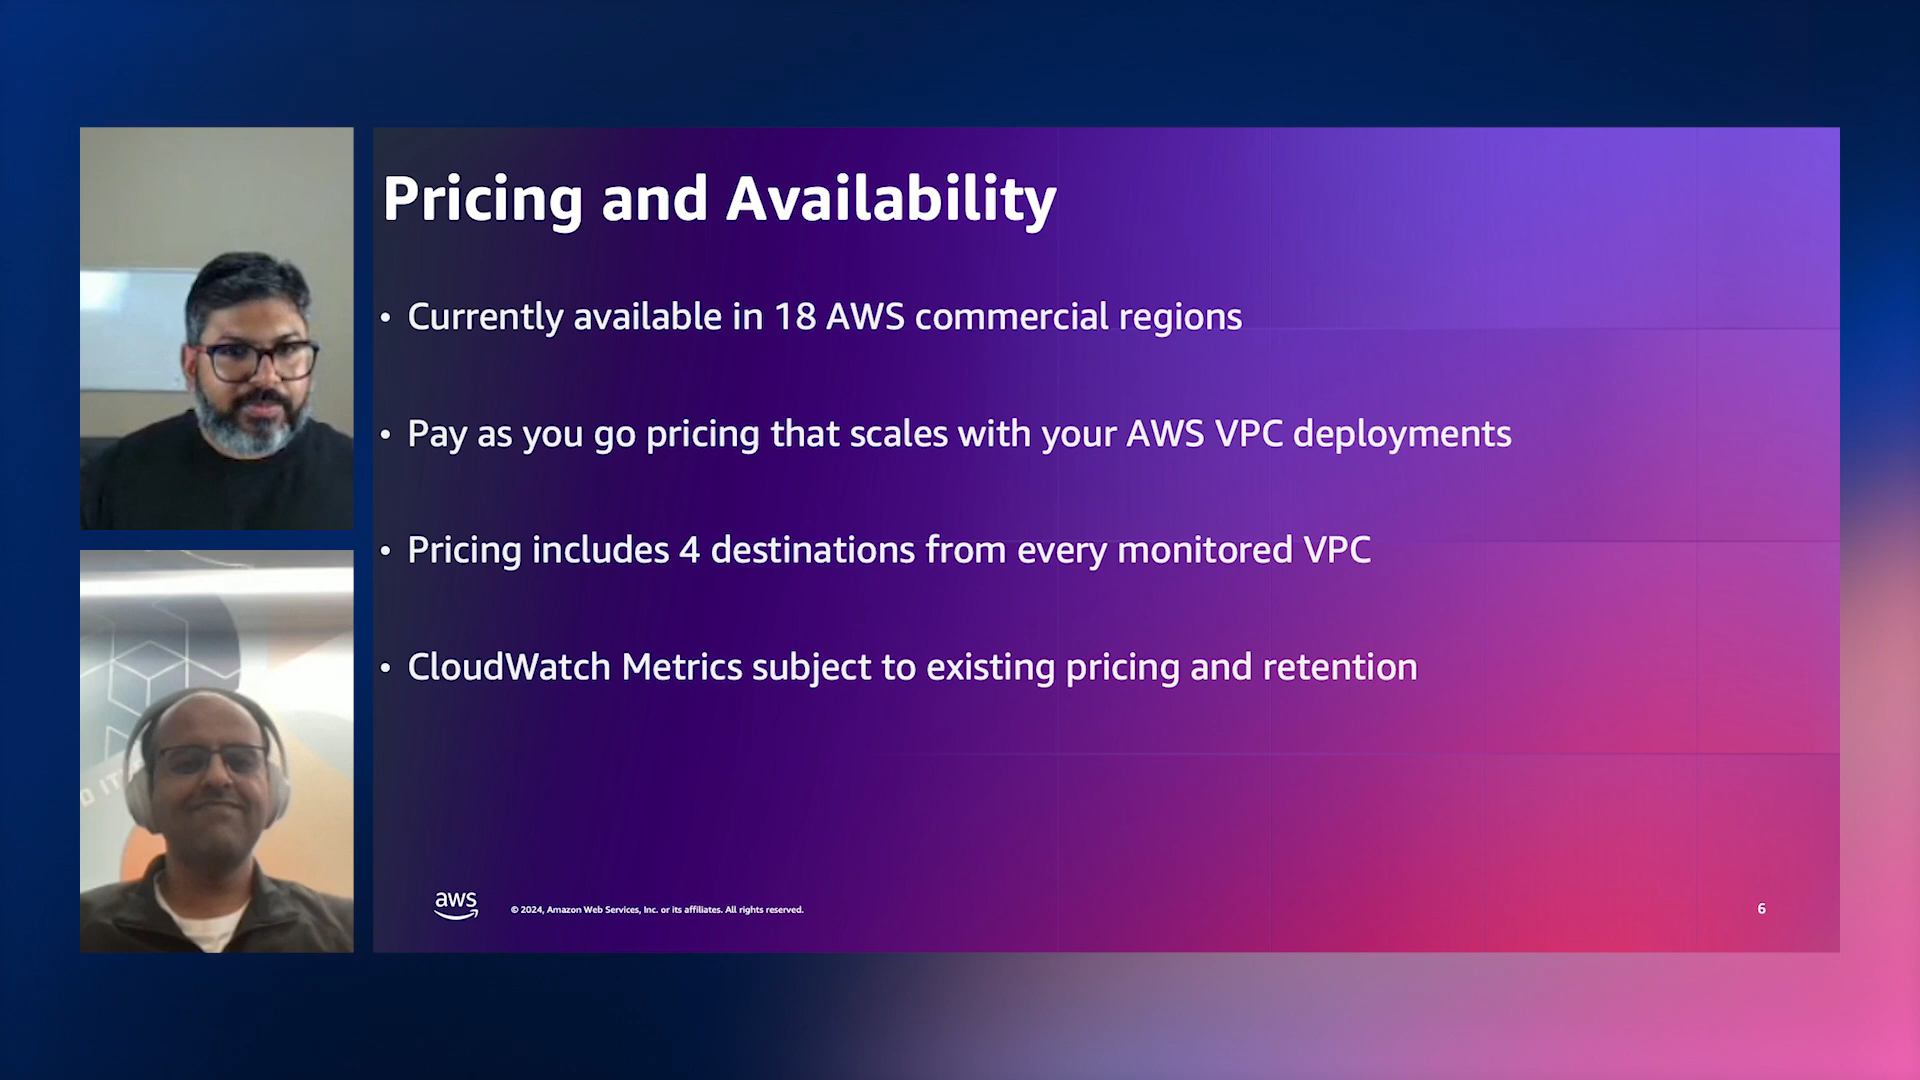 Pricing and Availability
• Currently available in 18 AWS commercial regions
• Pay as you go pricing that scales with your AWS VPC deployments
• Pricing includes 4 destinations from every monitored VPC
• CloudWatch Metrics subject to existing pricing and retention
aws
© 2024, Amazon Web Services, Inc. or its affiliates. All rights reserved.
6